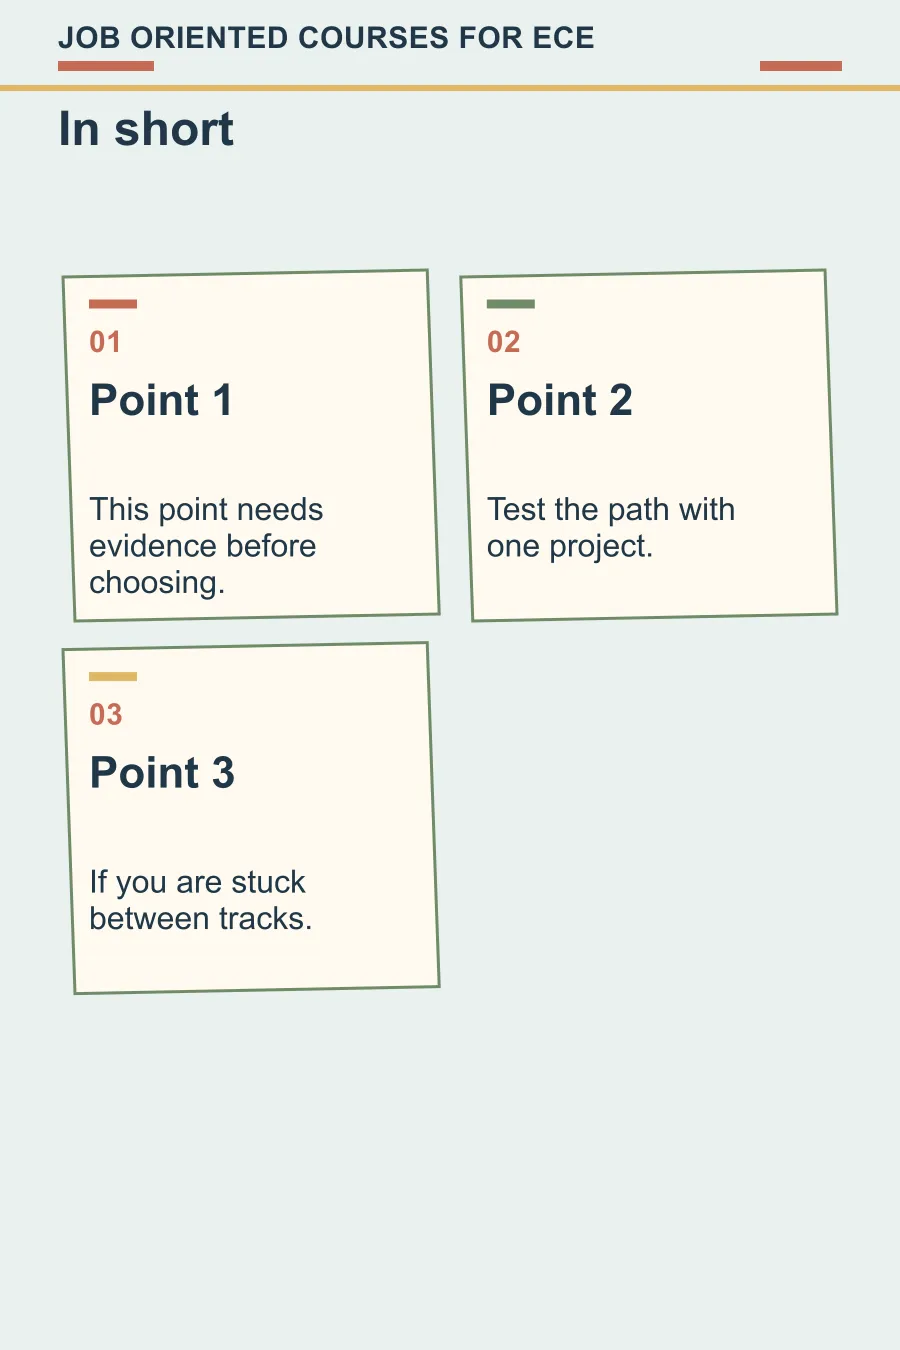 JOB ORIENTED COURSES FOR ECE
In short
01
Point 1
This point needs
evidence before
choosing.
02
Point 2
Test the path with
one project.
03
Point 3
If you are stuck
between tracks.